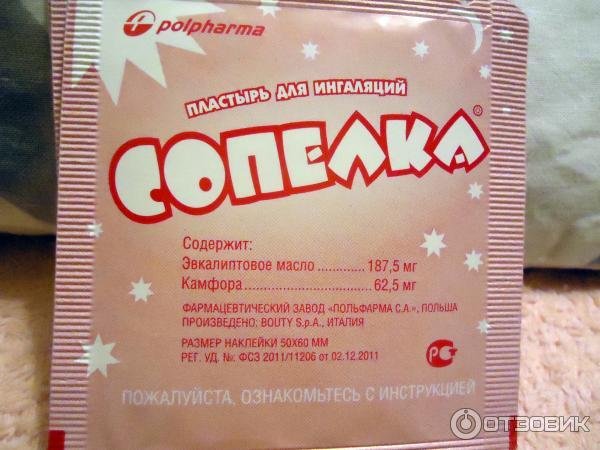 polpharma
ПЛАСТЫРЬ ДЛЯ ИНГАЛЯЦИЙ
СОПЕЛКА®
Содержит:
Эвкалиптовое масло ............. 187,5 мг
Камфора .............................. 62,5 мг
ФАРМАЦЕВТИЧЕСКИЙ ЗАВОД «ПОЛЬФАРМА С.А.», ПОЛЬША
ПРОИЗВЕДЕНО; BOUTY S.p.A., ИТАЛИЯ
РАЗМЕР НАКЛЕЙКИ 50Х60 ММ
РЕГ. УД. №: ФСЗ 2011/11206 от 02.12.2011
РСТ
ПОЖАЛУЙСТА, ОЗНАКОМЬТЕСЬ С ИНСТРУКЦИЕЙ
ОТЗОВИК